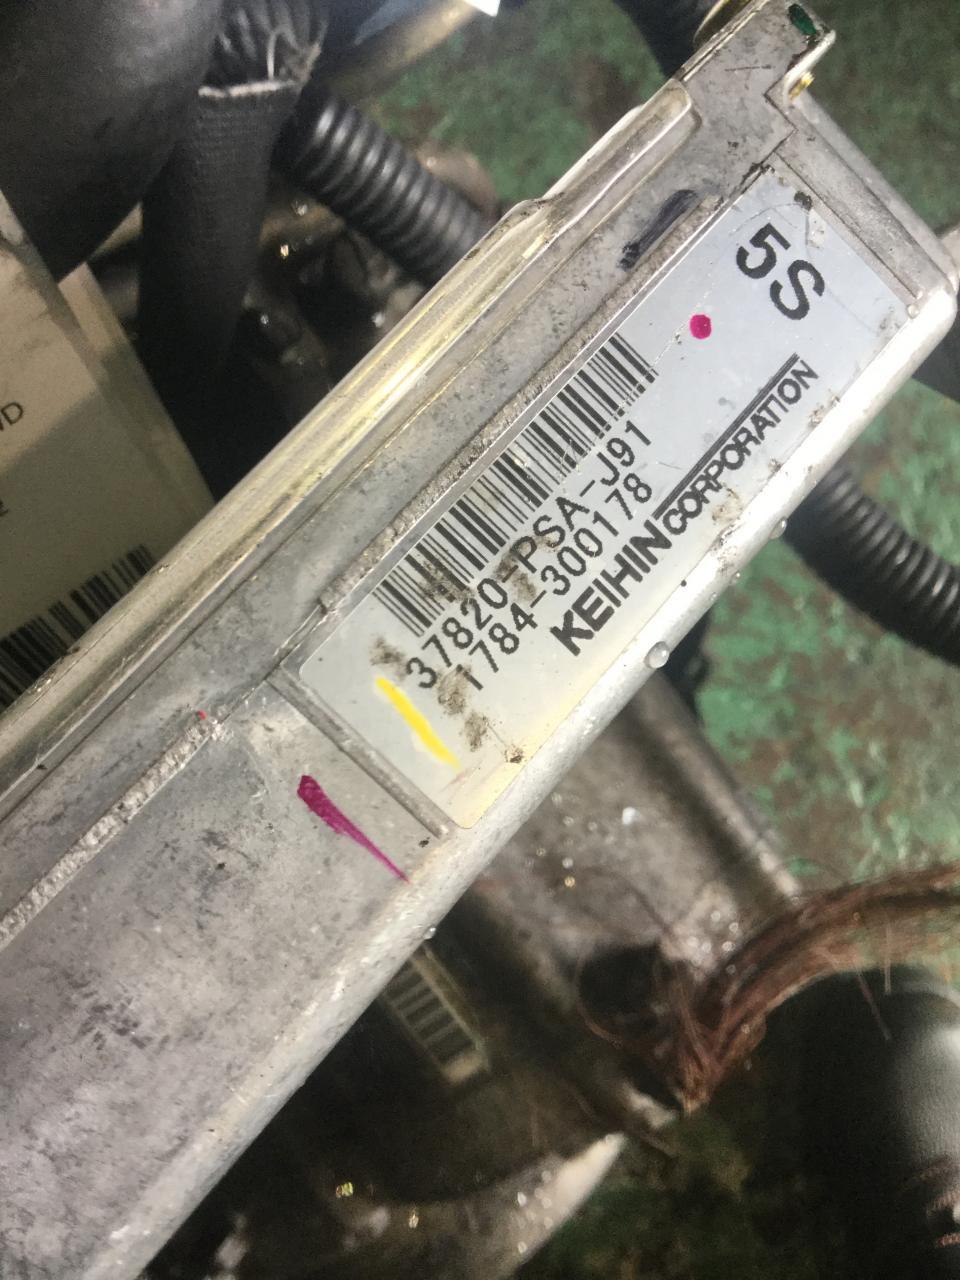 5S
37820-PSA-J91
1784-300178
KEIHIN CORPORATION